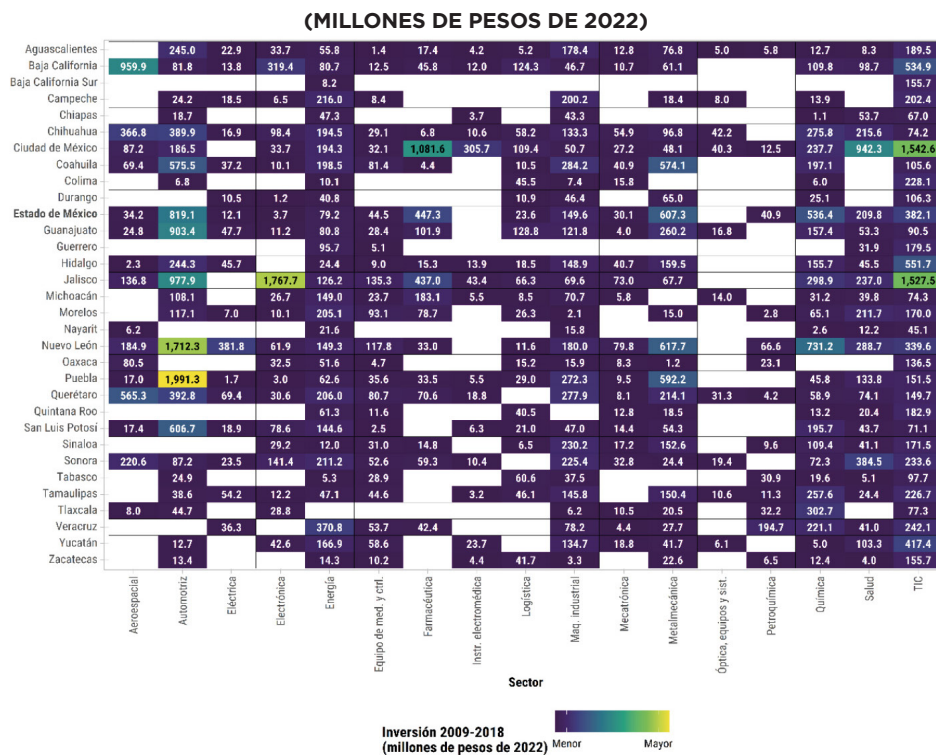 (MILLONES DE PESOS DE 2022)
Aguascalientes 245.0 22.9 33.7 55.8 1.4 17.4 4.2 5.2 178.4 12.8 76.8 5.0 5.8 12.7 8.3 189.5
Baja California 959.9 81.8 13.8 319.4 80.7 12.5 45.8 12.0 124.3 46.7 10.7 61.1 109.8 98.7 534.9
Baja California Sur 8.2 155.7
Campeche 24.2 18.5 6.5 216.0 8.4 200.2 18.4 8.0 13.9 202.4
Chiapas 18.7 47.3 3.7 43.3 1.1 53.7 67.0
Chihuahua 366.8 389.9 16.9 98.4 194.5 29.1 6.8 10.6 58.2 133.3 54.9 96.8 42.2 275.8 215.6 74.2
Ciudad de México 87.2 186.5 33.7 194.3 32.1 1,081.6 305.7 109.4 50.7 27.2 48.1 40.3 12.5 237.7 942.3 1,542.6
Coahuila 69.4 575.5 37.2 10.1 198.5 81.4 4.4 10.5 284.2 40.9 574.1 197.1 105.6
Colima 6.8 10.1 45.5 7.4 15.8 6.0 228.1
Durango 10.5 1.2 40.8 10.9 46.4 65.0 25.1 106.3
Estado de México 34.2 819.1 12.1 3.7 79.2 44.5 447.3 23.6 149.6 30.1 607.3 40.9 536.4 209.8 382.1
Guanajuato 24.8 903.4 47.7 11.2 80.8 28.4 101.9 128.8 121.8 4.0 260.2 16.8 157.4 53.3 90.5
Guerrero 95.7 5.1 31.9 179.5
Hidalgo 2.3 244.3 45.7 24.4 9.0 15.3 13.9 18.5 148.9 40.7 159.5 155.7 45.5 551.7
Jalisco 136.8 977.9 1,767.7 126.2 135.3 437.0 43.4 66.3 69.6 73.0 67.7 298.9 237.0 1,527.5
Michoacán 108.1 26.7 149.0 23.7 183.1 5.5 8.5 70.7 5.8 14.0 31.2 39.8 74.3
Morelos 117.1 7.0 10.1 205.1 93.1 78.7 26.3 2.1 15.0 2.8 65.1 211.7 170.0
Nayarit 6.2 21.6 15.8 2.6 12.2 45.1
Nuevo León 184.9 1,712.3 381.8 61.9 149.3 117.8 33.0 11.6 180.0 79.8 617.7 66.6 731.2 288.7 339.6
Oaxaca 80.5 32.5 51.6 4.7 15.2 15.9 8.3 1.2 23.1 136.5
Puebla 17.0 1,991.3 1.7 3.0 62.6 35.6 33.5 5.5 29.0 272.3 9.5 592.2 45.8 133.8 151.5
Querétaro 565.3 392.8 69.4 30.6 206.0 80.7 70.6 18.8 277.9 8.1 214.1 31.3 4.2 58.9 74.1 149.7
Quintana Roo 61.3 11.6 40.5 12.8 18.5 13.2 20.4 182.9
San Luis Potosí 17.4 606.7 18.9 78.6 144.6 2.5 6.3 21.0 47.0 14.4 54.3 195.7 43.7 71.1
Sinaloa 29.2 12.0 31.0 14.8 6.5 230.2 17.2 152.6 9.6 109.4 41.1 171.5
Sonora 220.6 87.2 23.5 141.4 211.2 52.6 59.3 10.4 225.4 32.8 24.4 19.4 72.3 384.5 233.6
Tabasco 24.9 5.3 28.9 60.6 37.5 30.9 19.6 5.1 97.7
Tamaulipas 38.6 54.2 12.2 47.1 44.6 3.2 46.1 145.8 150.4 10.6 11.3 257.6 24.4 226.7
Tlaxcala 8.0 44.7 28.8 6.2 10.5 20.5 32.2 302.7 77.3
Veracruz 36.3 370.8 53.7 42.4 78.2 4.4 27.7 194.7 221.1 41.0 242.1
Yucatán 12.7 42.6 166.9 58.6 23.7 134.7 18.8 41.7 6.1 5.0 103.3 417.4
Zacatecas 13.4 14.3 10.2 4.4 41.7 3.3 22.6 6.5 12.4 4.0 155.7
Aeroespacial
Automotriz
Eléctrica
Electrónica
Energía
Equipo de med. y ctrl.
Farmacéutica
Instr. electromédica
Logística
Maq. industrial
Mecatrónica
Metalmecánica
Óptica, equipos y sist.
Petroquímica
Química
Salud
TIC
Sector
Inversión 2009-2018
(millones de pesos de 2022)
Menor Mayor